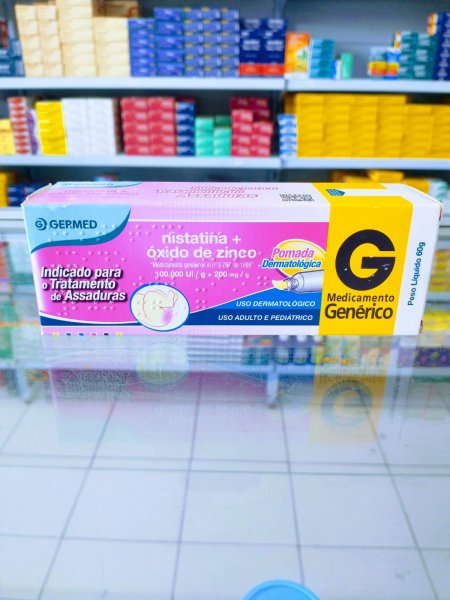 GERMED
nistatina +
óxido de zinco
"Medicamento genérico Lei nº 9.787 de 1999"
100.000 UI / g + 200 mg / g
Indicado para
o Tratamento
de Assaduras
Pomada
Dermatológica
USO DERMATOLÓGICO
USO ADULTO E PEDIÁTRICO
G
Medicamento
Genérico
Peso Líquido 60g